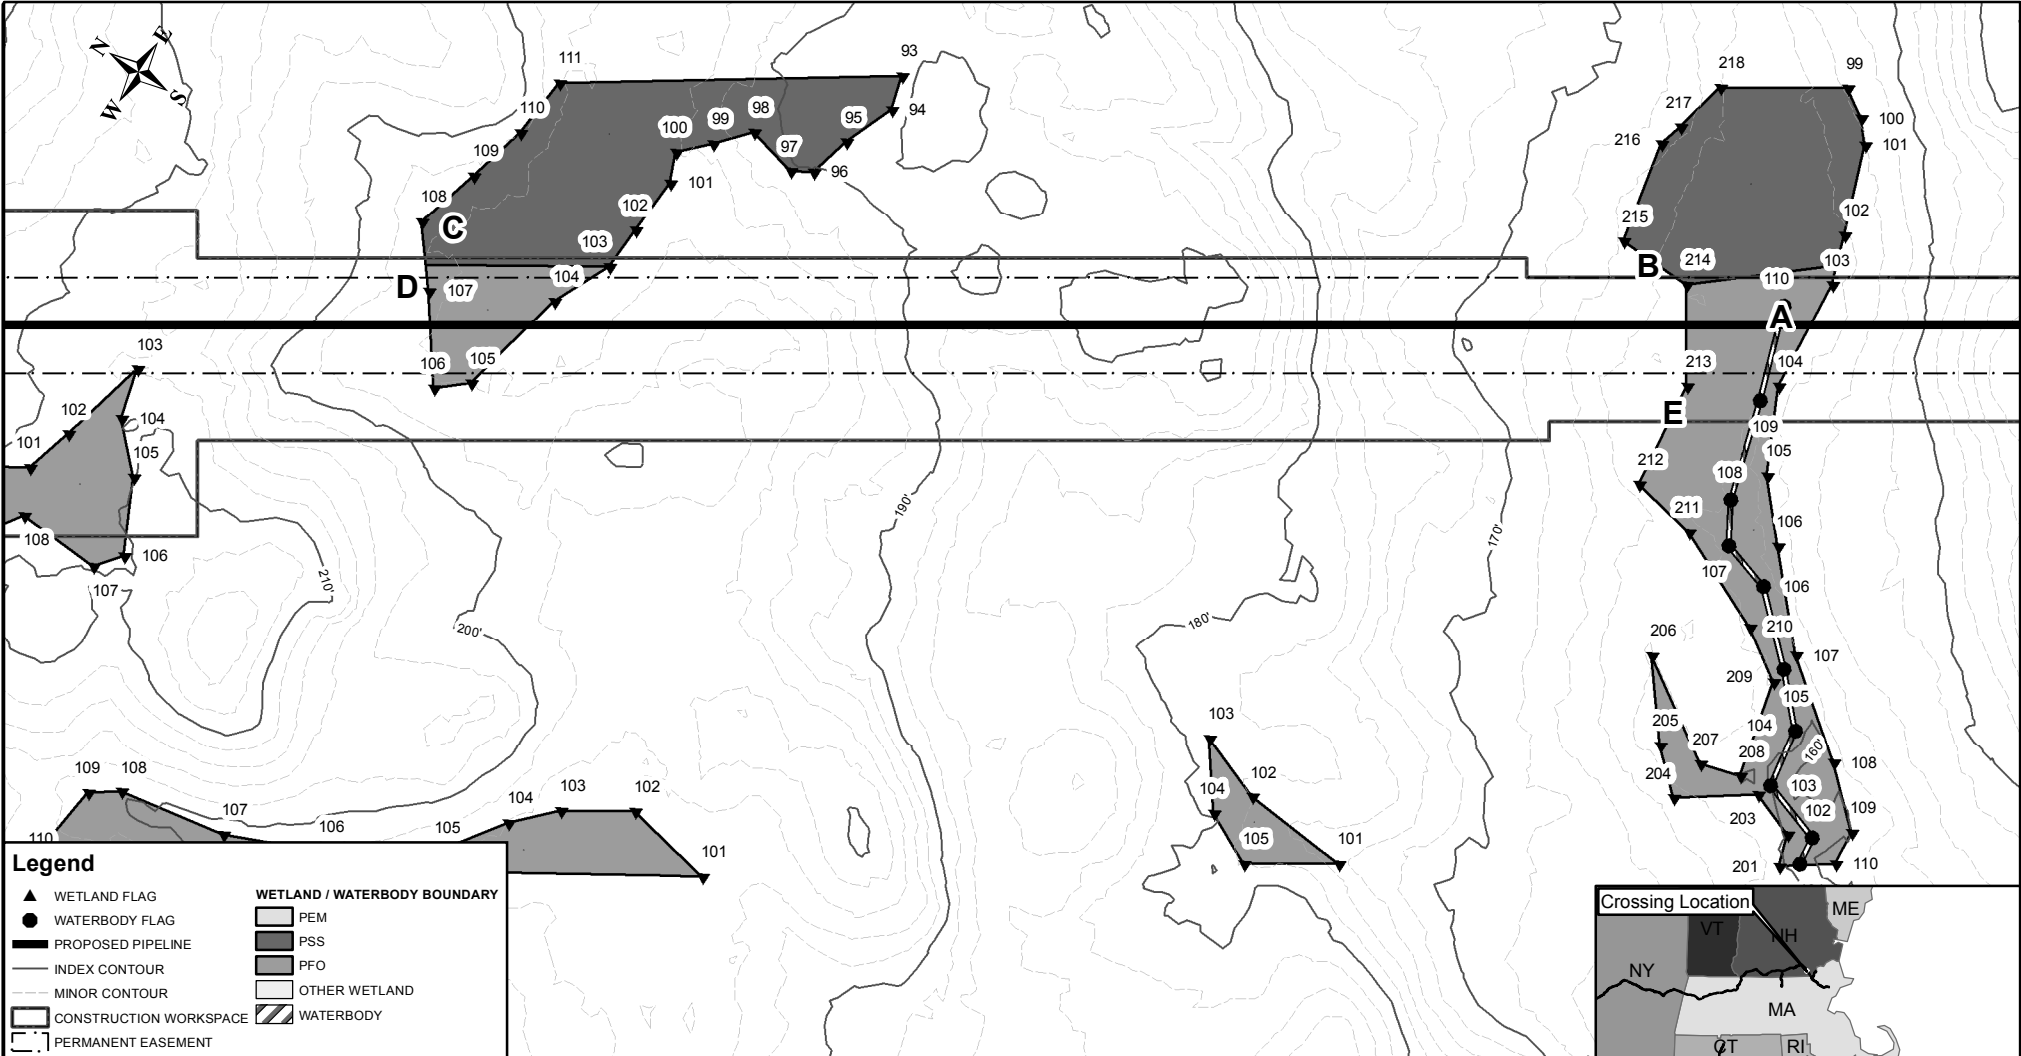 N
E
S
W
111
93
110
94
98
95
99
100
97
109
96
101
108
102
C
103
104
D
107
105
106
218
99
217
100
216
101
215
102
B
214
103
110
A
213
104
E
109
105
212
108
211
106
107
106
210
206
107
209
105
205
104
207
208
160'
108
204
103
109
102
203
201
110
103
102
104
101
105
108
106
107
210'
200'
190'
180'
170'
103
102
104
105
101
109
108
107
106
105
104
103
102
101
110
Legend
WETLAND FLAG
WATERBODY FLAG
PROPOSED PIPELINE
INDEX CONTOUR
MINOR CONTOUR
CONSTRUCTION WORKSPACE
PERMANENT EASEMENT
WETLAND / WATERBODY BOUNDARY
PEM
PSS
PFO
OTHER WETLAND
WATERBODY
Crossing Location
ME
VT
NH
NY
MA
CT
RI